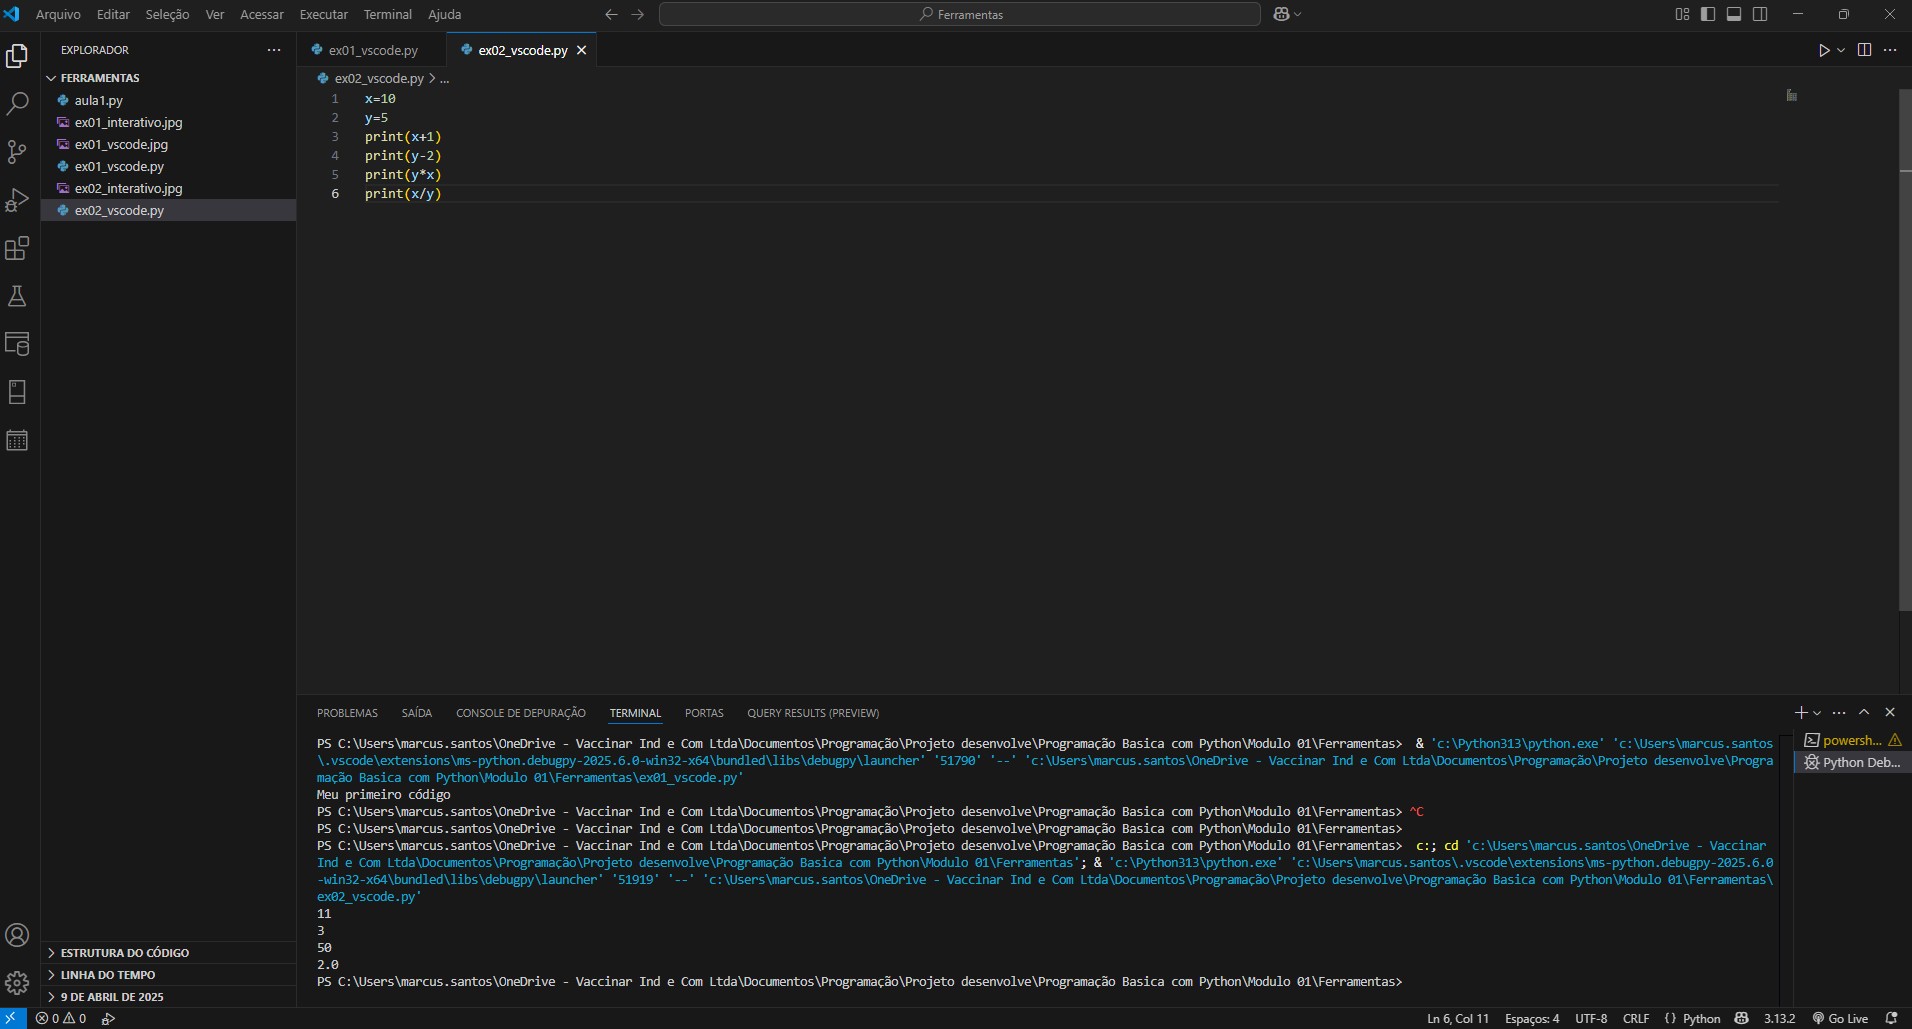 Arquivo Editar Seleção Ver Acessar Executar Terminal Ajuda
Ferramentas
EXPLORADOR
FERRAMENTAS
aula1.py
ex01_interativo.jpg
ex01_vscode.jpg
ex01_vscode.py
ex02_interativo.jpg
ex02_vscode.py
ESTRUTURA DO CÓDIGO
LINHA DO TEMPO
9 DE ABRIL DE 2025
ex01_vscode.py ex02_vscode.py
ex02_vscode.py > ...
1 x=10
2 y=5
3 print(x+1)
4 print(y-2)
5 print(y*x)
6 print(x/y)
PROBLEMAS SAÍDA CONSOLE DE DEPURAÇÃO TERMINAL PORTAS QUERY RESULTS (PREVIEW)
PS C:\Users\marcus.santos\OneDrive - Vaccinar Ind e Com Ltda\Documentos\Programação\Projeto desenvolve\Programação Basica com Python\Modulo 01\Ferramentas>  & 'c:\Python313\python.exe' 'c:\Users\marcus.santos
\.vscode\extensions\ms-python.debugpy-2025.6.0-win32-x64\bundled\libs\debugpy\launcher' '51790' '--' 'c:\Users\marcus.santos\OneDrive - Vaccinar Ind e Com Ltda\Documentos\Programação\Projeto desenvolve\Progra
mação Basica com Python\Modulo 01\Ferramentas\ex01_vscode.py'
Meu primeiro código
PS C:\Users\marcus.santos\OneDrive - Vaccinar Ind e Com Ltda\Documentos\Programação\Projeto desenvolve\Programação Basica com Python\Modulo 01\Ferramentas> ^C
PS C:\Users\marcus.santos\OneDrive - Vaccinar Ind e Com Ltda\Documentos\Programação\Projeto desenvolve\Programação Basica com Python\Modulo 01\Ferramentas>
PS C:\Users\marcus.santos\OneDrive - Vaccinar Ind e Com Ltda\Documentos\Programação\Projeto desenvolve\Programação Basica com Python\Modulo 01\Ferramentas>  c:; cd 'c:\Users\marcus.santos\OneDrive - Vaccinar
Ind e Com Ltda\Documentos\Programação\Projeto desenvolve\Programação Basica com Python\Modulo 01\Ferramentas'; & 'c:\Python313\python.exe' 'c:\Users\marcus.santos\.vscode\extensions\ms-python.debugpy-2025.6.0
-win32-x64\bundled\libs\debugpy\launcher' '51919' '--' 'c:\Users\marcus.santos\OneDrive - Vaccinar Ind e Com Ltda\Documentos\Programação\Projeto desenvolve\Programação Basica com Python\Modulo 01\Ferramentas\
ex02_vscode.py'
11
3
50
2.0
PS C:\Users\marcus.santos\OneDrive - Vaccinar Ind e Com Ltda\Documentos\Programação\Projeto desenvolve\Programação Basica com Python\Modulo 01\Ferramentas>
powersh...
Python Deb...
0 0
Ln 6, Col 11 Espaços: 4 UTF-8 CRLF {} Python 3.13.2 Go Live